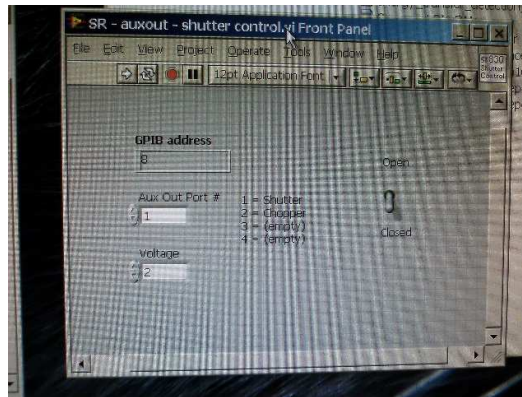 SR - auxout - shutter control.vi Front Panel
File Edit View Project Operate Tools Window Help
12pt Application Font
Shutter
Control
GPIB address
8
Open
Aux Out Port #
1
1 = Shutter
2 = Chopper
3 = (empty)
4 = (empty)
Closed
Voltage
2